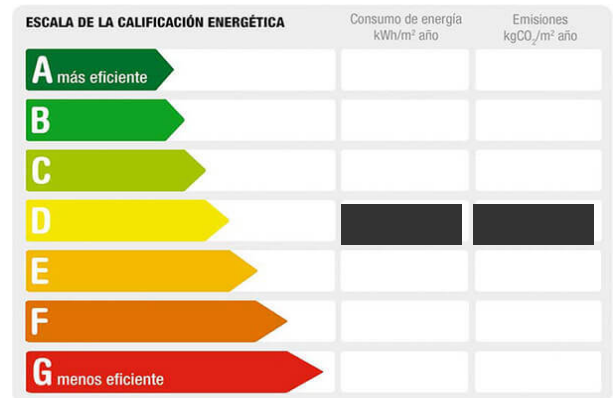 ESCALA DE LA CALIFICACIÓN ENERGÉTICA
Consumo de energía
kWh/m² año
Emisiones
kgCO₂/m² año
A más eficiente
B
C
D
E
F
G menos eficiente